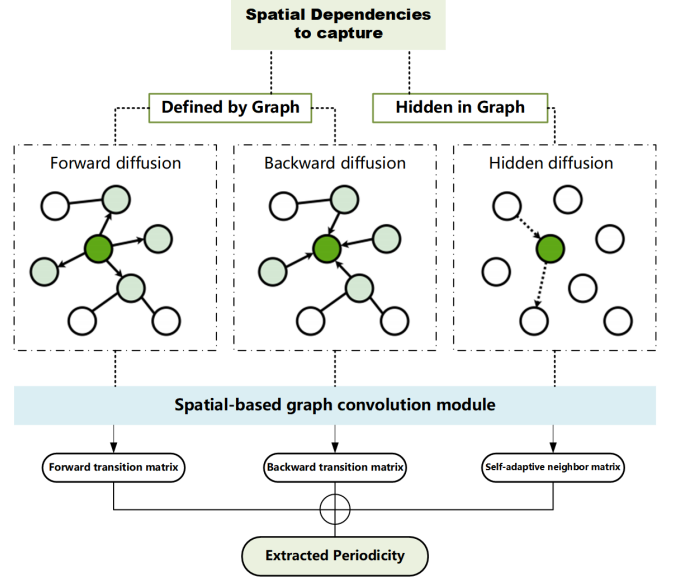 Spatial Dependencies
to capture
Defined by Graph
Hidden in Graph
Forward diffusion
Backward diffusion
Hidden diffusion
Spatial-based graph convolution module
Forward transition matrix
Backward transition matrix
Self-adaptive neighbor matrix
Extracted Periodicity